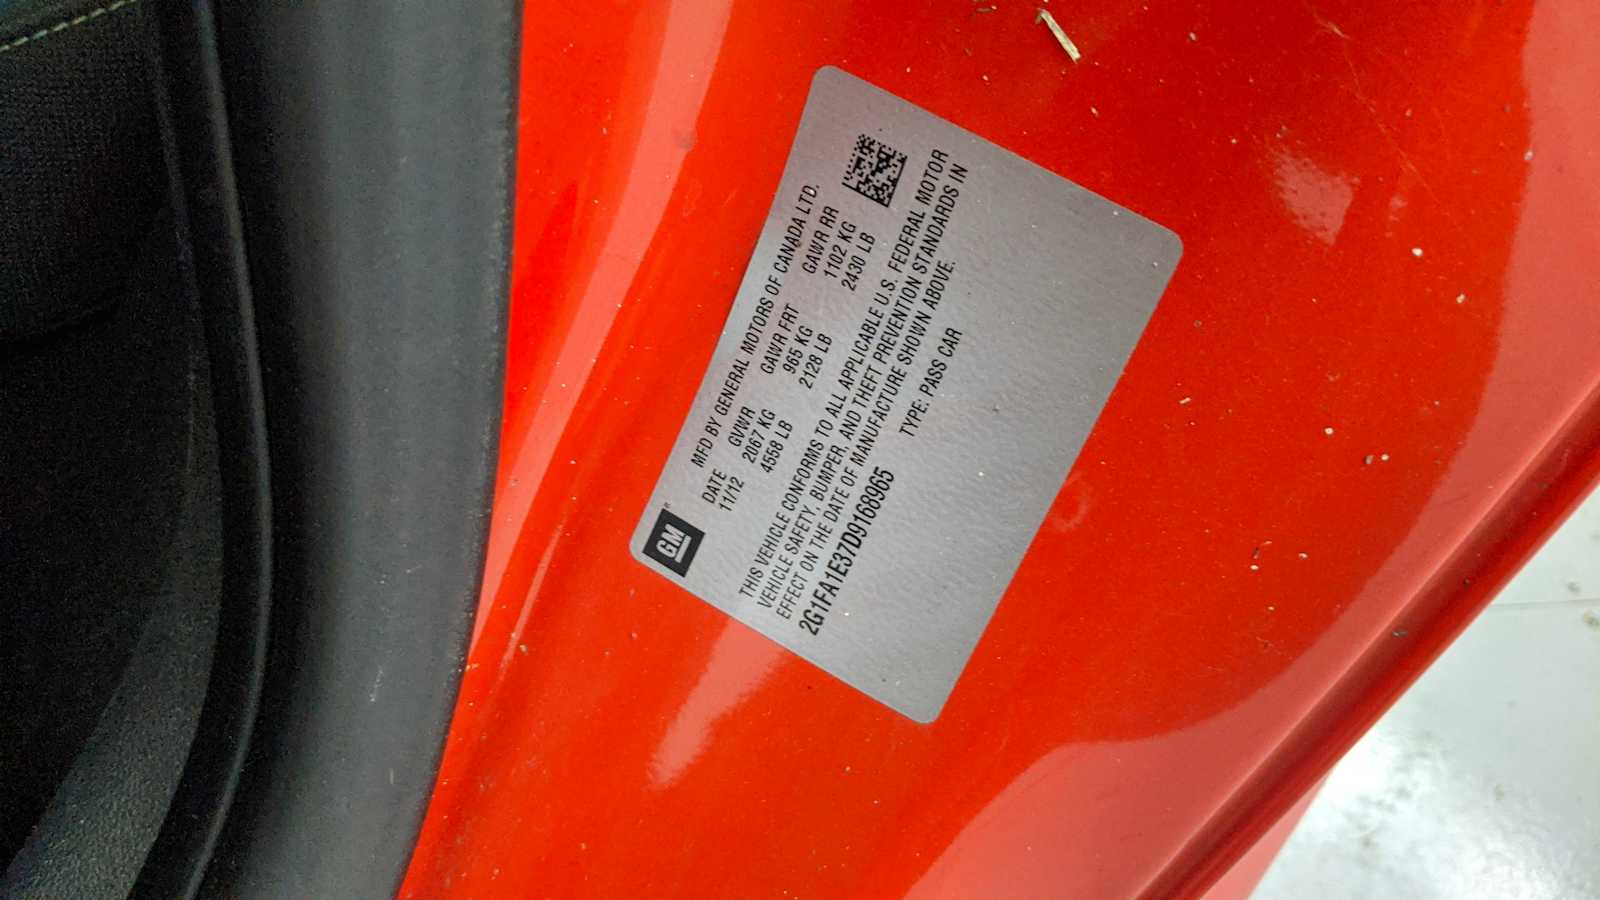 GM®
MFD BY GENERAL MOTORS OF CANADA LTD.
DATE GVWR GAWR FRT GAWR RR
11/12 2067 KG 965 KG 1102 KG
4558 LB 2128 LB 2430 LB
THIS VEHICLE CONFORMS TO ALL APPLICABLE U.S. FEDERAL MOTOR
VEHICLE SAFETY, BUMPER, AND THEFT PREVENTION STANDARDS IN
EFFECT ON THE DATE OF MANUFACTURE SHOWN ABOVE.
2G1FA1E37D9168965 TYPE: PASS CAR